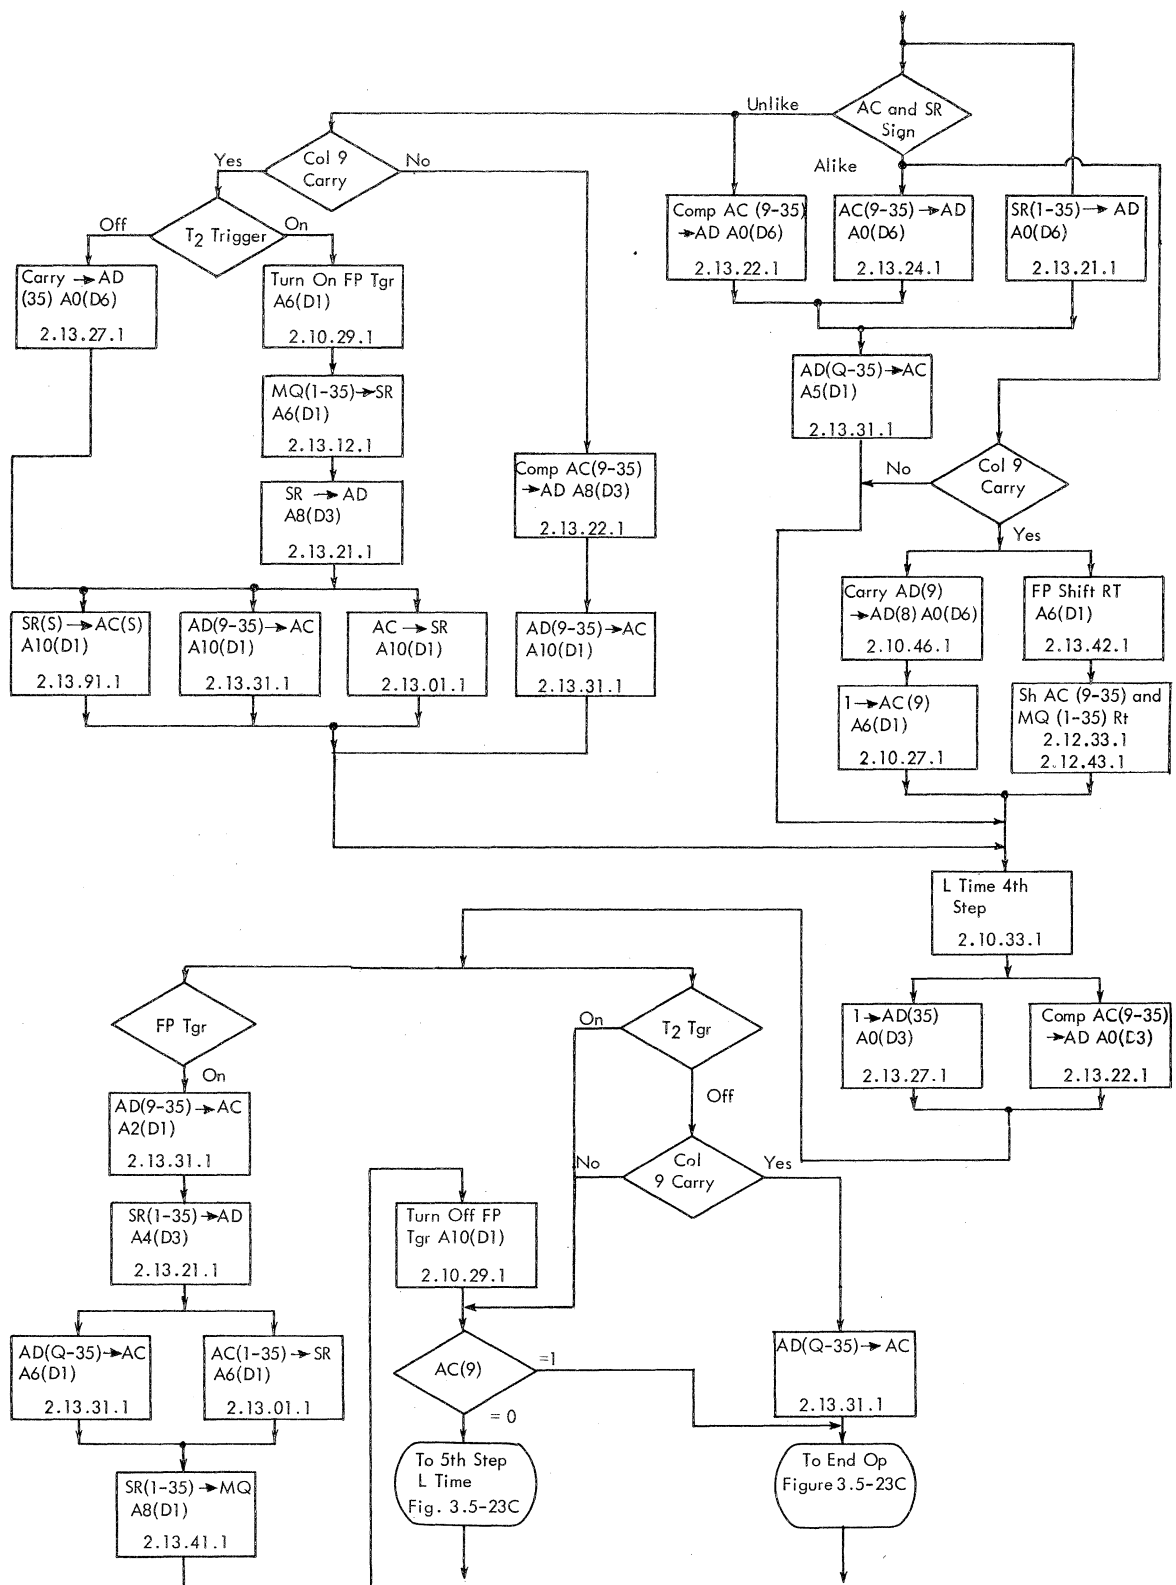 AC and SR
Sign
Unlike
Alike
Col 9
Carry
Yes
No
T2 Trigger
Off
On
Carry → AD
(35) A0(D6)
2.13.27.1
Turn On FP Tgr
A6(D1)
2.10.29.1
MQ(1-35)→SR
A6(D1)
2.13.12.1
SR → AD
A8(D3)
2.13.21.1
Comp AC (9-35)
→AD A0(D6)
2.13.22.1
AC(9-35)→AD
A0(D6)
2.13.24.1
SR(1-35)→ AD
A0(D6)
2.13.21.1
AD(Q-35)→AC
A5(D1)
2.13.31.1
Comp AC(9-35)
→AD A8(D3)
2.13.22.1
Col 9
Carry
No
Yes
SR(S)→AC(S)
A10(D1)
2.13.91.1
AD(9-35)→AC
A10(D1)
2.13.31.1
AC → SR
A10(D1)
2.13.01.1
AD(9-35)→AC
A10(D1)
2.13.31.1
Carry AD(9)
→AD(8) A0(D6)
2.10.46.1
FP Shift RT
A6(D1)
2.13.42.1
1→AC(9)
A6(D1)
2.10.27.1
Sh AC (9-35) and
MQ (1-35) Rt
2.12.33.1
2.12.43.1
L Time 4th
Step
2.10.33.1
1→AD(35)
A0(D3)
2.13.27.1
Comp AC(9-35)
→AD A0(D3)
2.13.22.1
FP Tgr
On
T2 Tgr
On
Off
AD(9-35)→AC
A2(D1)
2.13.31.1
Col
9 Carry
No
Yes
SR(1-35)→AD
A4(D3)
2.13.21.1
Turn Off FP
Tgr A10(D1)
2.10.29.1
AD(Q-35)→AC
A6(D1)
2.13.31.1
AC(1-35)→SR
A6(D1)
2.13.01.1
AC(9)
=1
= 0
AD(Q-35)→ AC
2.13.31.1
SR(1-35)→MQ
A8(D1)
2.13.41.1
To 5th Step
L Time
Fig. 3.5-23C
To End Op
Figure 3.5-23C